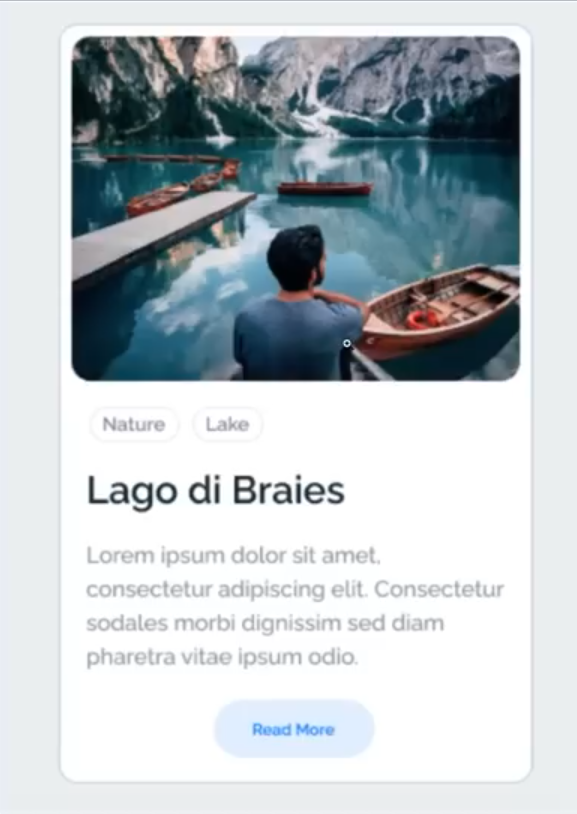 Nature Lake
Lago di Braies
Lorem ipsum dolor sit amet,
consectetur adipiscing elit. Consectetur
sodales morbi dignissim sed diam
pharetra vitae ipsum odio.
Read More